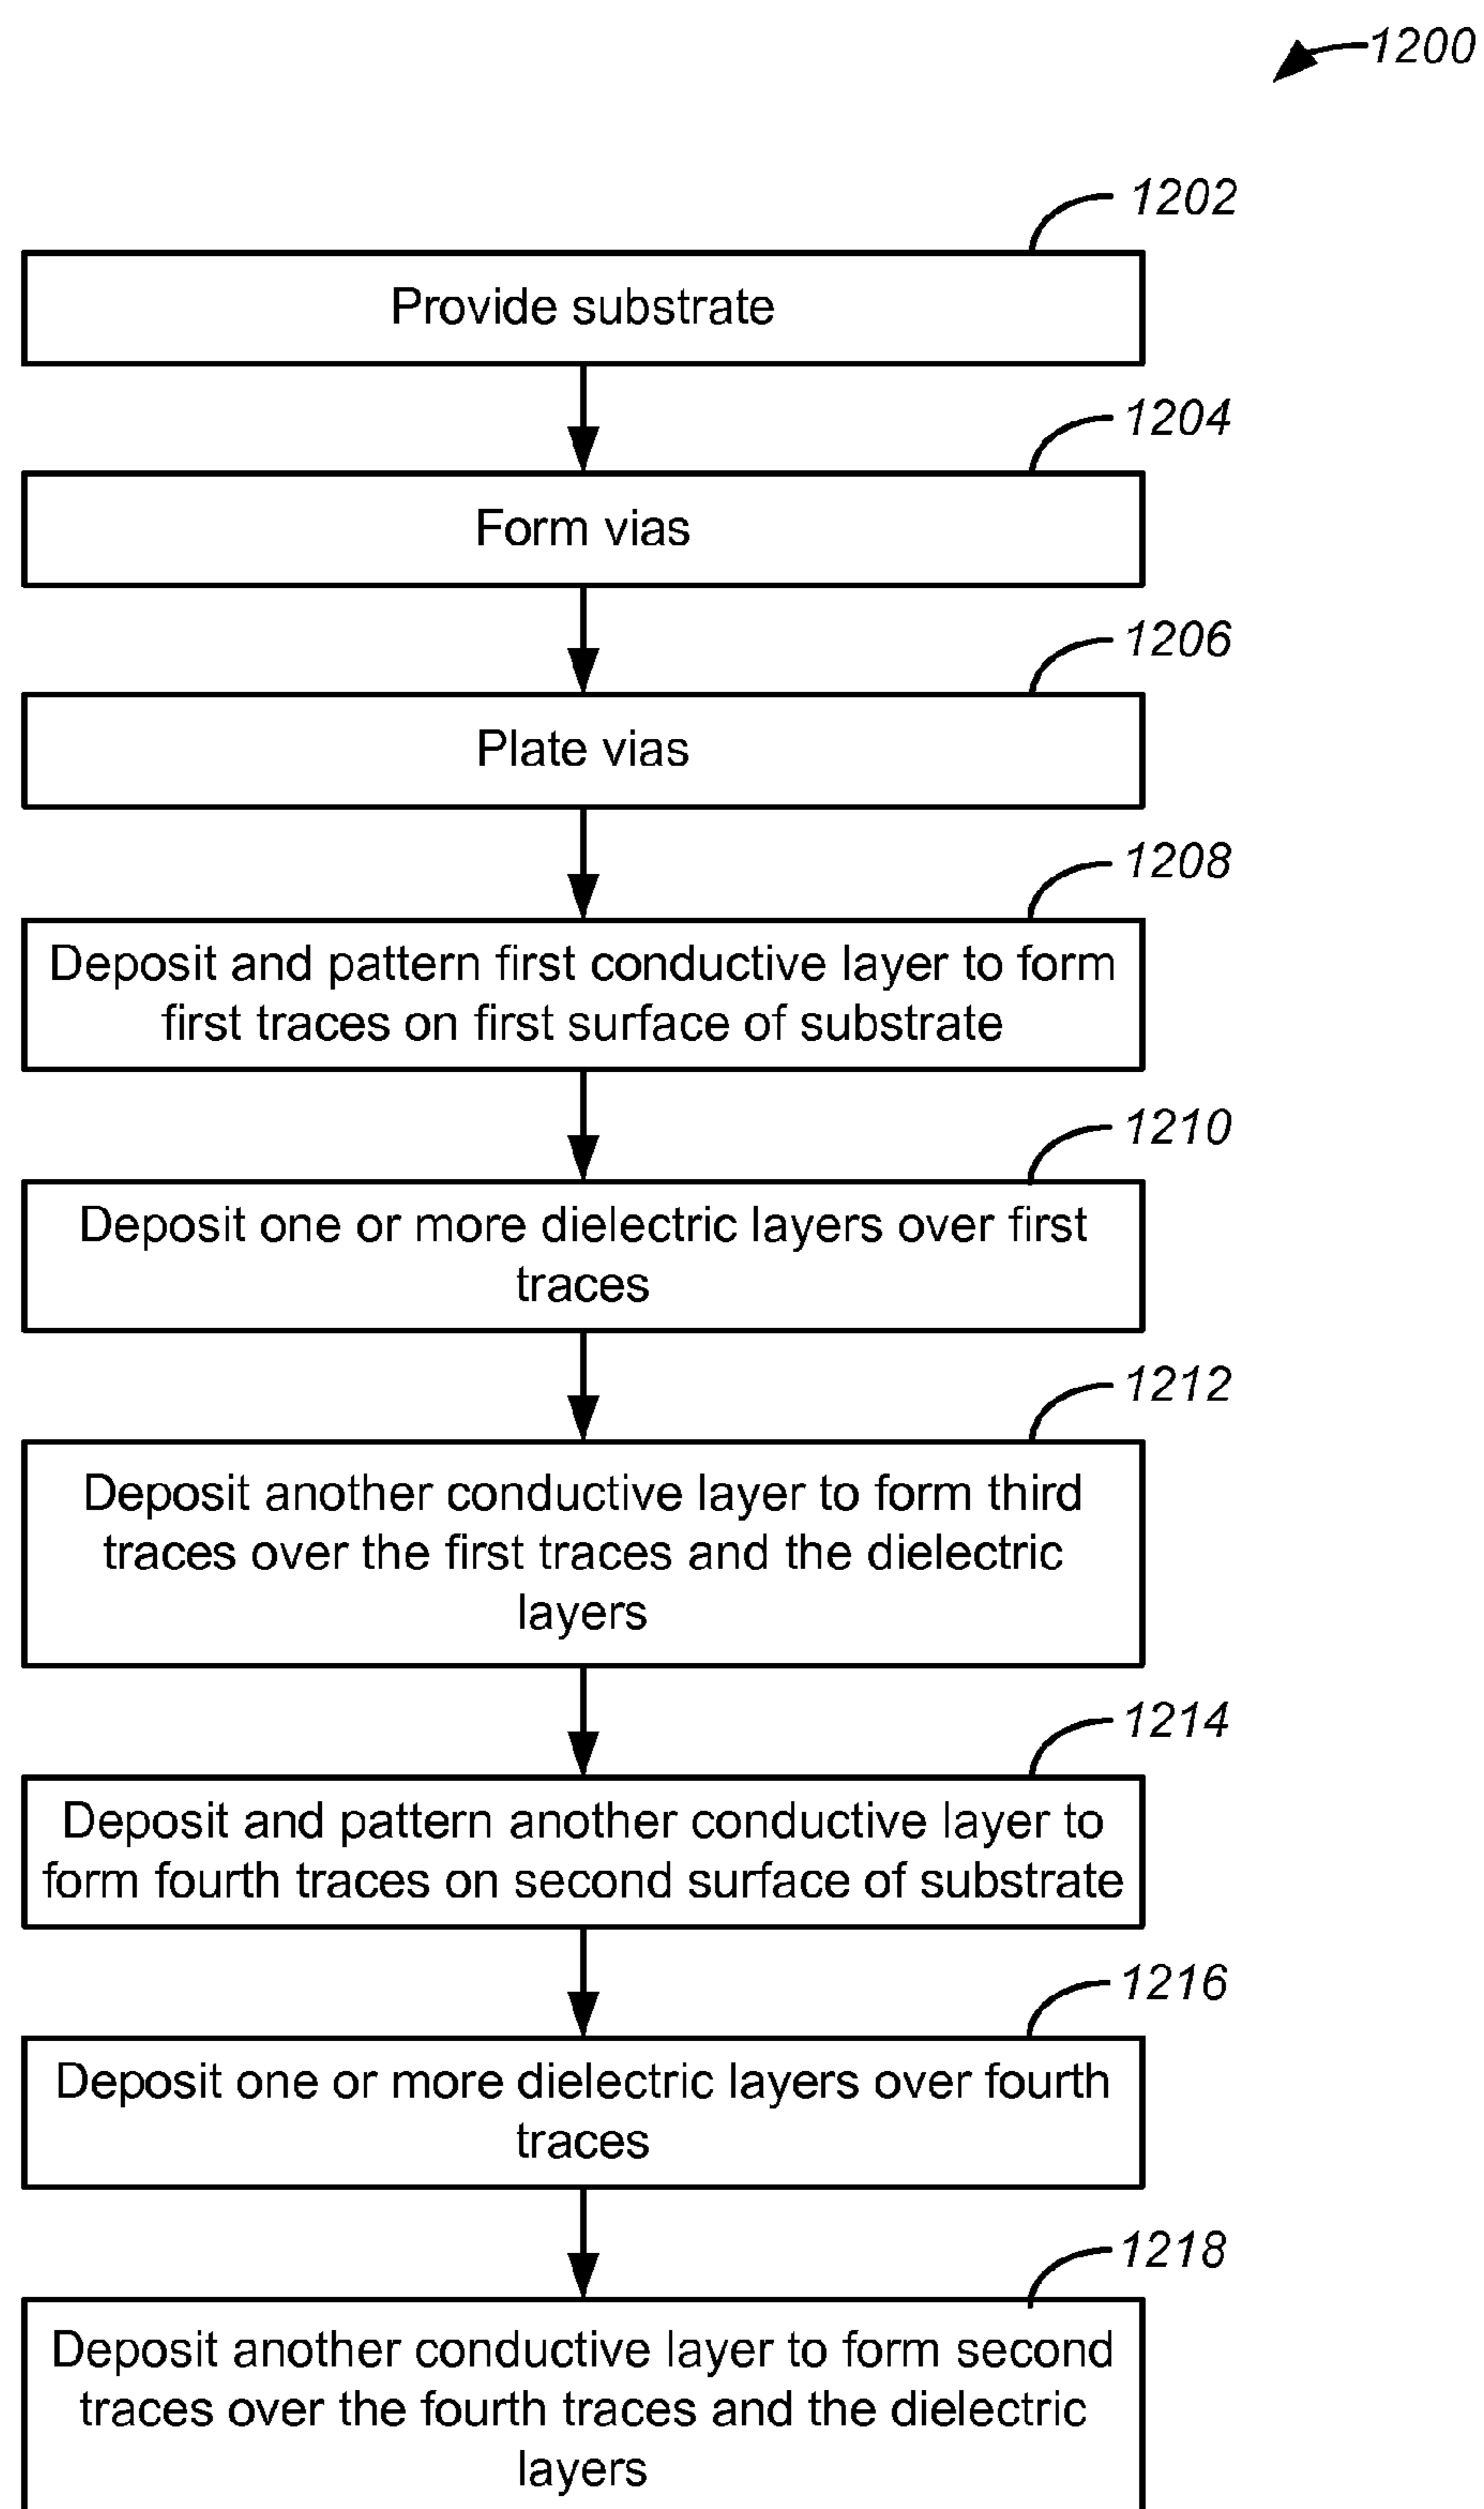 1200
1202
Provide substrate
1204
Form vias
1206
Plate vias
1208
Deposit and pattern first conductive layer to form
first traces on first surface of substrate
1210
Deposit one or more dielectric layers over first
traces
1212
Deposit another conductive layer to form third
traces over the first traces and the dielectric
layers
1214
Deposit and pattern another conductive layer to
form fourth traces on second surface of substrate
1216
Deposit one or more dielectric layers over fourth
traces
1218
Deposit another conductive layer to form second
traces over the fourth traces and the dielectric
layers